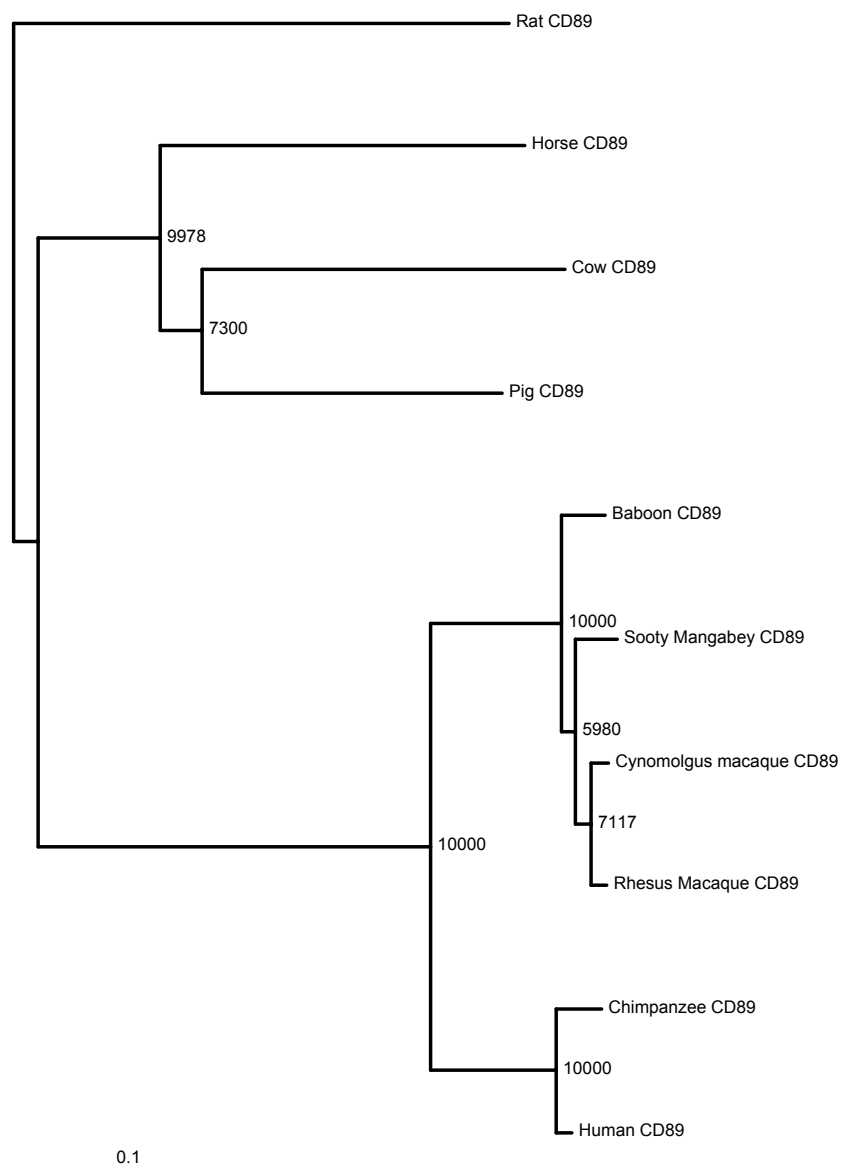 Rat CD89
Horse CD89
9978
Cow CD89
7300
Pig CD89
Baboon CD89
10000
Sooty Mangabey CD89
5980
Cynomolgus macaque CD89
7117
10000
Rhesus Macaque CD89
Chimpanzee CD89
10000
Human CD89
0.1